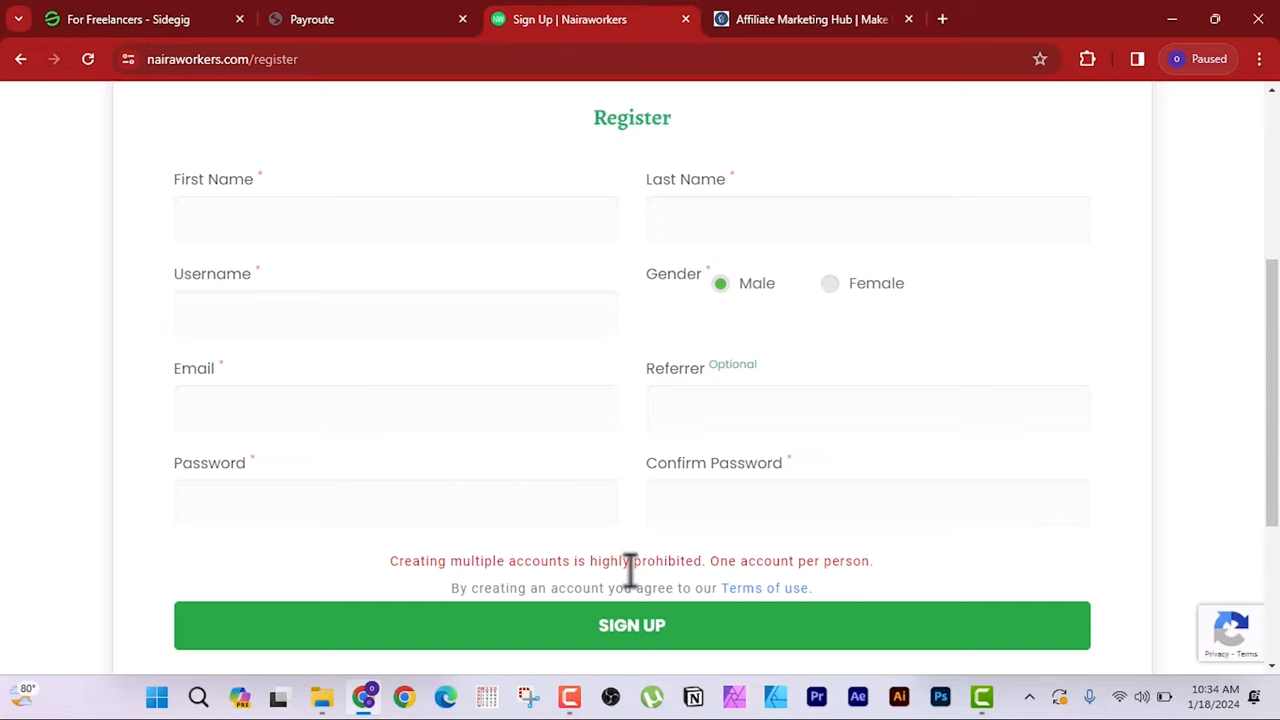 For Freelancers - Sidegig
Payroute
Sign Up | Nairaworkers
Affiliate Marketing Hub | Make
nairaworkers.com/register
Paused
Register
First Name *
Last Name *
Username *
Gender *
Male
Female
Email *
Referrer Optional
Password *
Confirm Password *
Creating multiple accounts is highly prohibited. One account per person.
By creating an account you agree to our Terms of use.
SIGN UP
Privacy - Terms
80°
10:34 AM
1/18/2024